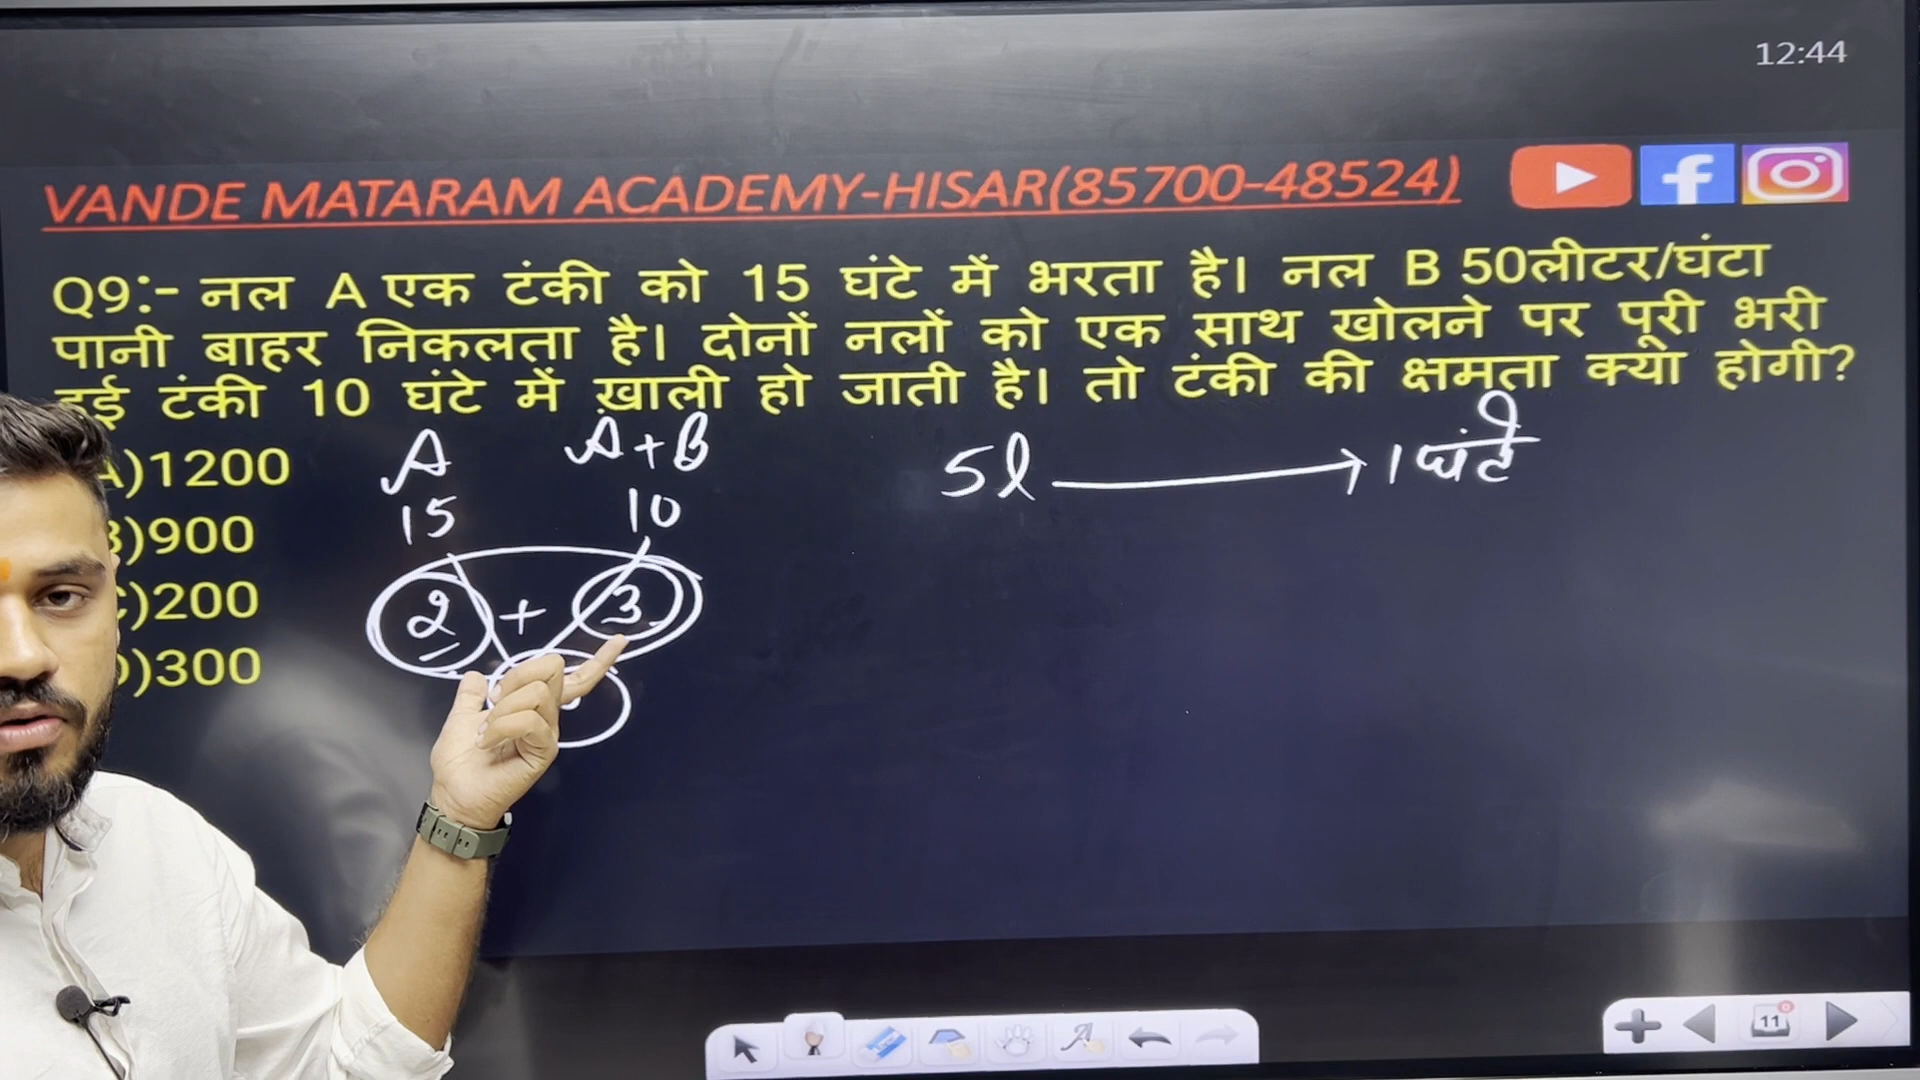 12:44
VANDE MATARAM ACADEMY-HISAR(85700-48524)
Q9:- नल A एक टंकी को 15 घंटे में भरता है। नल B 50लीटर/घंटा
पानी बाहर निकलता है। दोनों नलों को एक साथ खोलने पर पूरी भरी
हुई टंकी 10 घंटे में ख़ाली हो जाती है। तो टंकी की क्षमता क्या होगी?
A)1200
B)900
C)200
D)300
A A+B
15 10
2 + 3
5l → 1 घंटे
11